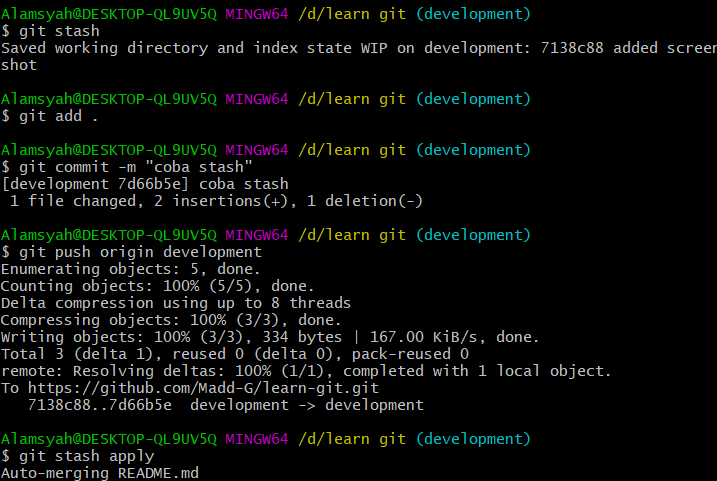 Alamsyah@DESKTOP-QL9UV5Q MINGW64 /d/learn git (development)
$ git stash
Saved working directory and index state WIP on development: 7138c88 added screen
shot
Alamsyah@DESKTOP-QL9UV5Q MINGW64 /d/learn git (development)
$ git add .
Alamsyah@DESKTOP-QL9UV5Q MINGW64 /d/learn git (development)
$ git commit -m "coba stash"
[development 7d66b5e] coba stash
 1 file changed, 2 insertions(+), 1 deletion(-)
Alamsyah@DESKTOP-QL9UV5Q MINGW64 /d/learn git (development)
$ git push origin development
Enumerating objects: 5, done.
Counting objects: 100% (5/5), done.
Delta compression using up to 8 threads
Compressing objects: 100% (3/3), done.
Writing objects: 100% (3/3), 334 bytes | 167.00 KiB/s, done.
Total 3 (delta 1), reused 0 (delta 0), pack-reused 0
remote: Resolving deltas: 100% (1/1), completed with 1 local object.
To https://github.com/Madd-G/learn-git.git
   7138c88..7d66b5e  development -> development
Alamsyah@DESKTOP-QL9UV5Q MINGW64 /d/learn git (development)
$ git stash apply
Auto-merging README.md